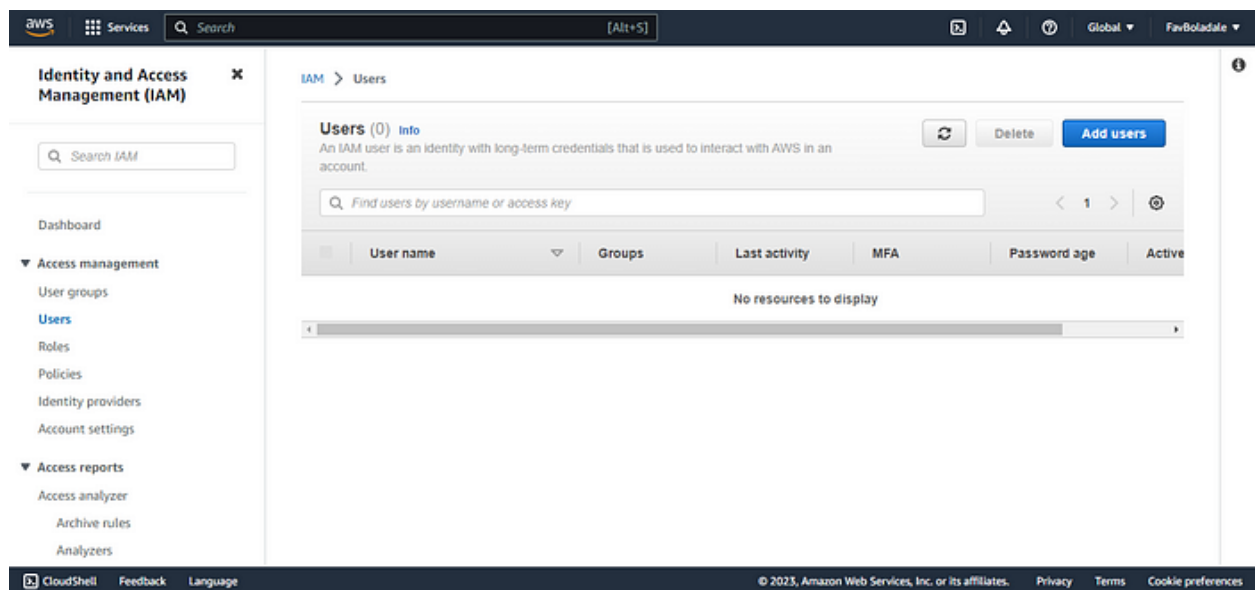 aws Services Search [Alt+S] Global FavBoladale
Identity and Access
Management (IAM)
Search IAM
Dashboard
Access management
User groups
Users
Roles
Policies
Identity providers
Account settings
Access reports
Access analyzer
Archive rules
Analyzers
IAM > Users
Users (0) Info
An IAM user is an identity with long-term credentials that is used to interact with AWS in an
account.
Delete Add users
Find users by username or access key
1
User name Groups Last activity MFA Password age Active
No resources to display
CloudShell Feedback Language © 2023, Amazon Web Services, Inc. or its affiliates. Privacy Terms Cookie preferences